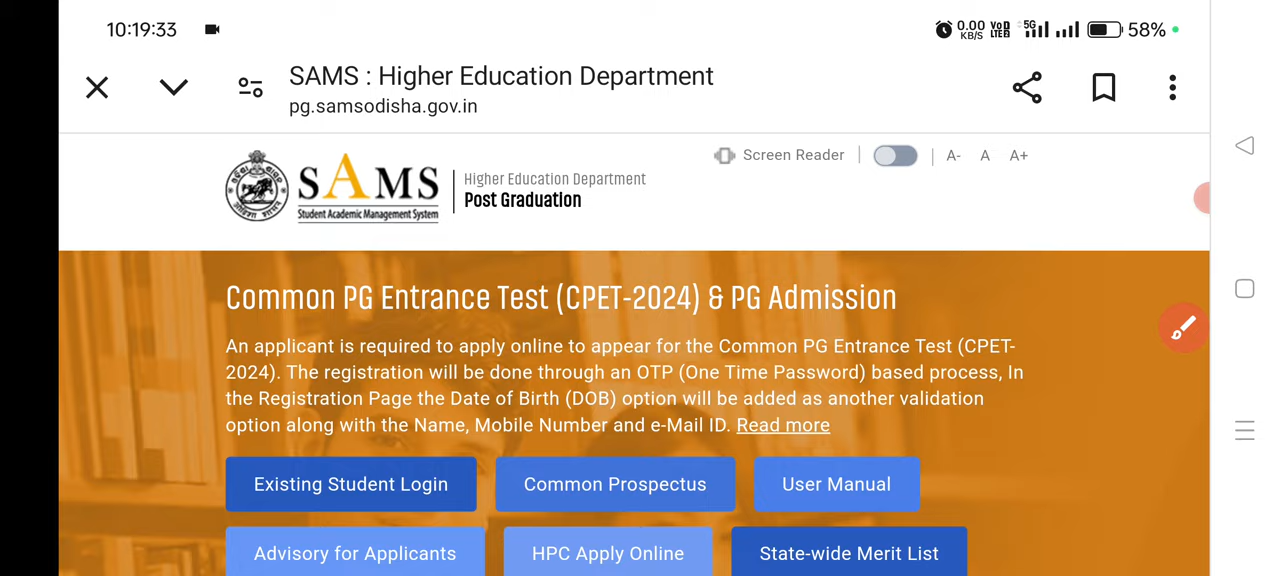 10:19:33
0.00 KB/S VoD LTE 5G 58%
SAMS : Higher Education Department
pg.samsodisha.gov.in
Screen Reader A- A A+
SAMS
Student Academic Management System
Higher Education Department
Post Graduation
Common PG Entrance Test (CPET-2024) & PG Admission
An applicant is required to apply online to appear for the Common PG Entrance Test (CPET-
2024). The registration will be done through an OTP (One Time Password) based process, In
the Registration Page the Date of Birth (DOB) option will be added as another validation
option along with the Name, Mobile Number and e-Mail ID. Read more
Existing Student Login Common Prospectus User Manual
Advisory for Applicants HPC Apply Online State-wide Merit List